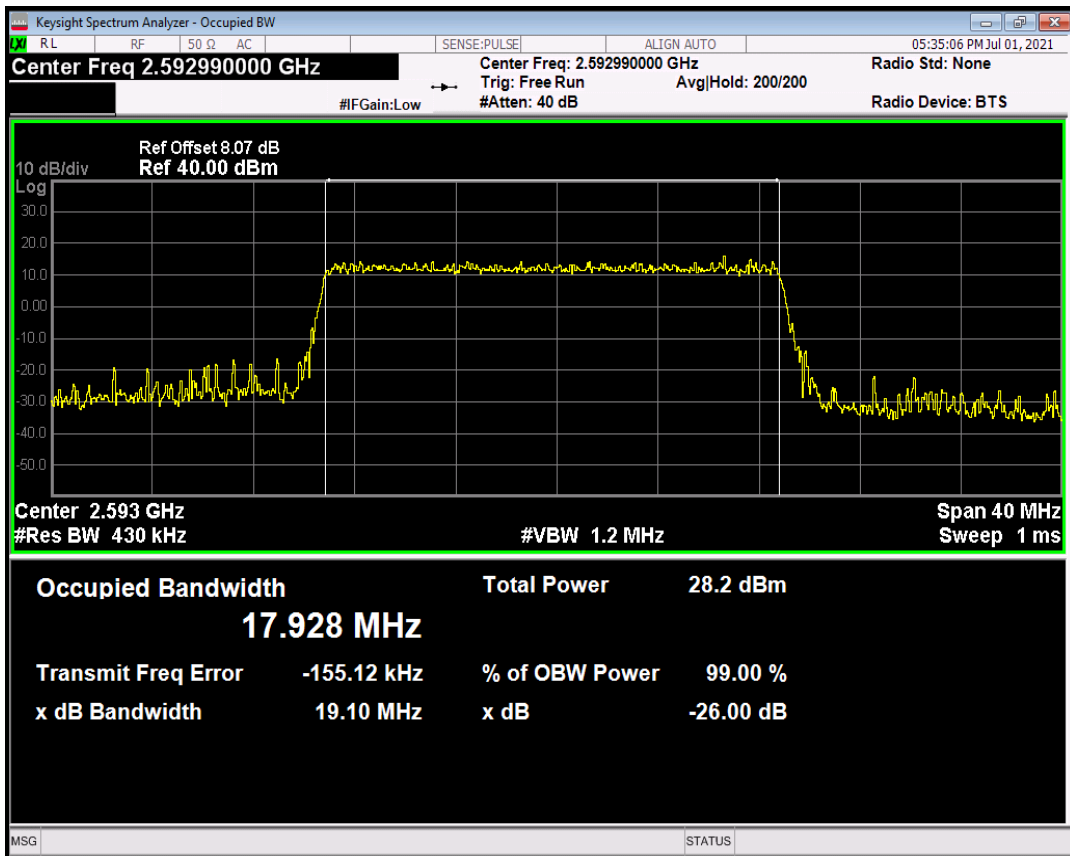 Keysight Spectrum Analyzer - Occupied BW
LXI RL RF 50 Ω AC SENSE:PULSE ALIGN AUTO 05:35:06 PM Jul 01, 2021
Center Freq 2.592990000 GHz Center Freq: 2.592990000 GHz Radio Std: None
Trig: Free Run Avg|Hold: 200/200
#IFGain:Low #Atten: 40 dB Radio Device: BTS
Ref Offset 8.07 dB
10 dB/div Ref 40.00 dBm
Log
30.0
20.0
10.0
0.00
-10.0
-20.0
-30.0
-40.0
-50.0
Center 2.593 GHz Span 40 MHz
#Res BW 430 kHz #VBW 1.2 MHz Sweep 1 ms
Occupied Bandwidth Total Power 28.2 dBm
17.928 MHz
Transmit Freq Error -155.12 kHz % of OBW Power 99.00 %
x dB Bandwidth 19.10 MHz x dB -26.00 dB
MSG STATUS